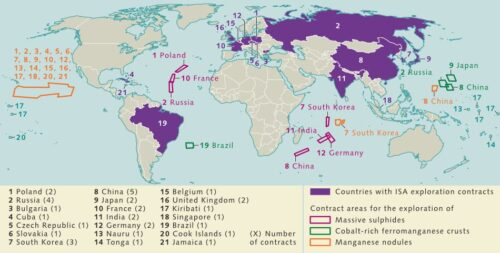 1, 2, 3, 4, 5, 6,
7, 8, 9, 10, 12,
13, 14, 15, 16,
17, 18, 20, 21
17
17
20
4
21
1 Poland
10 France
2 Russia
19
19 Brazil
12
16
15
1
10
5
6
3
2
8
11
7
9
18
2 Russia
9 Japan
8 China
8 China
7 South Korea
7 South Korea
11 India
12 Germany
8 China
13
17
14
1 Poland (2)
2 Russia (4)
3 Bulgaria (1)
4 Cuba (1)
5 Czech Republic (1)
6 Slovakia (1)
7 South Korea (3)
8 China (5)
9 Japan (2)
10 France (2)
11 India (2)
12 Germany (2)
13 Nauru (1)
14 Tonga (1)
15 Belgium (1)
16 United Kingdom (2)
17 Kiribati (1)
18 Singapore (1)
19 Brazil (1)
20 Cook Islands (1)
21 Jamaica (1)
(X) Number
of contracts
Countries with ISA exploration contracts
Contract areas for the exploration of
Massive sulphides
Cobalt-rich ferromanganese crusts
Manganese nodules